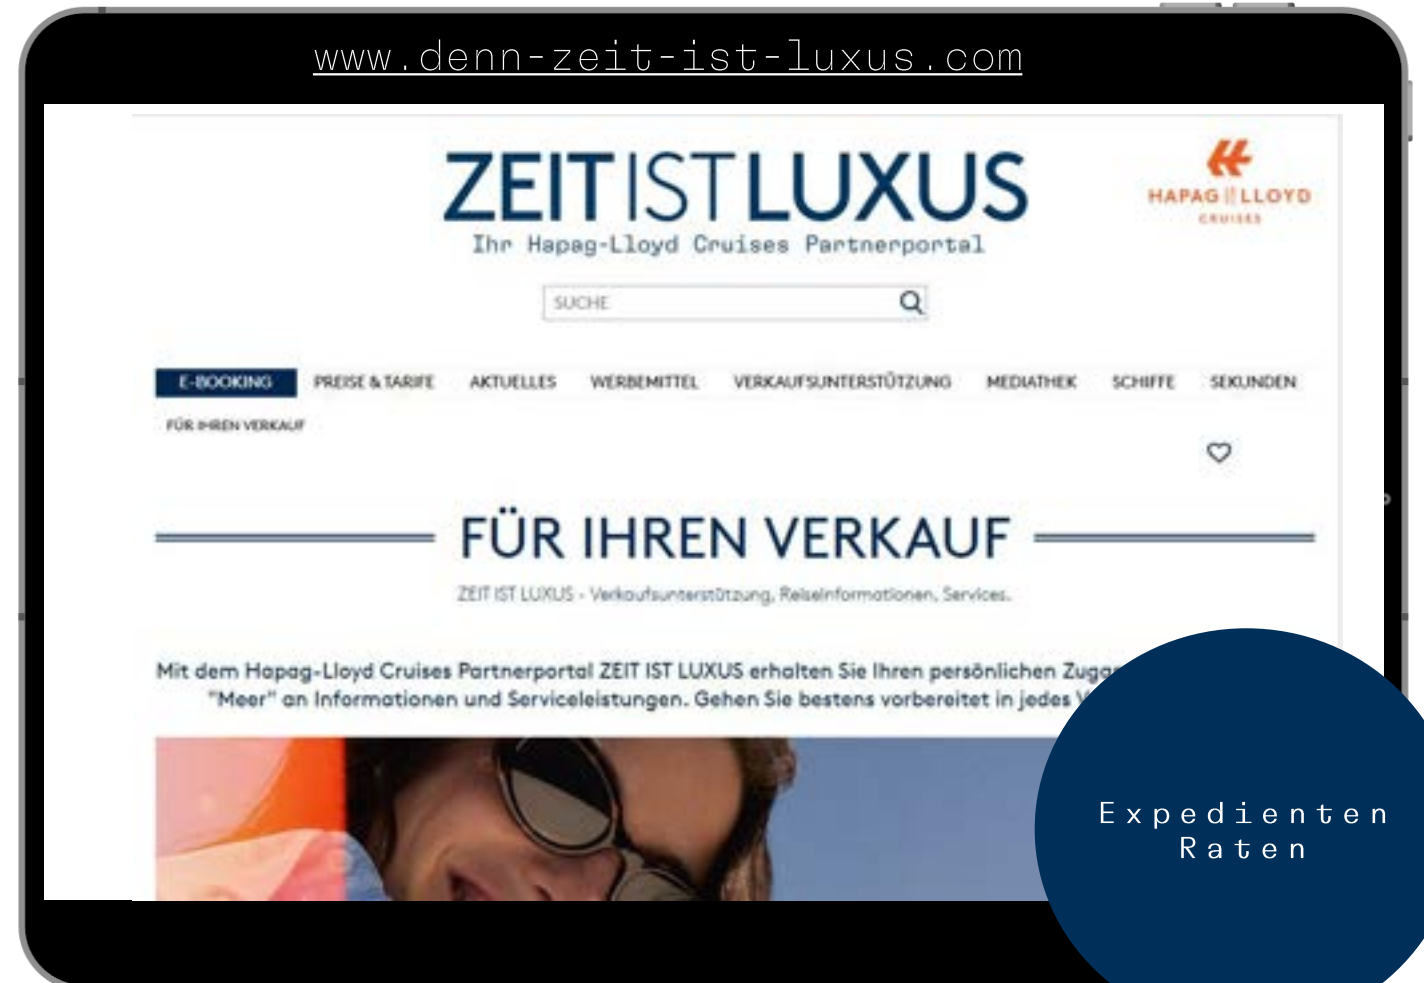 www.denn-zeit-ist-luxus.com
ZEIT IST LUXUS
Ihr Hapag-Lloyd Cruises Partnerportal
HAPAG LLOYD
CRUISES
SUCHE
E-BOOKING PREISE & TARIFE AKTUELLES WERBEMITTEL VERKAUFSUNTERSTÜTZUNG MEDIATHEK SCHIFFE SEKUNDEN
FÜR IHREN VERKAUF
FÜR IHREN VERKAUF
ZEIT IST LUXUS - Verkaufsunterstützung, Reiseinformationen, Services.
Mit dem Hapag-Lloyd Cruises Partnerportal ZEIT IST LUXUS erhalten Sie Ihren persönlichen
"Meer" an Informationen und Serviceleistungen. Gehen Sie bestens vorbereitet in jedes
Expedienten
Raten